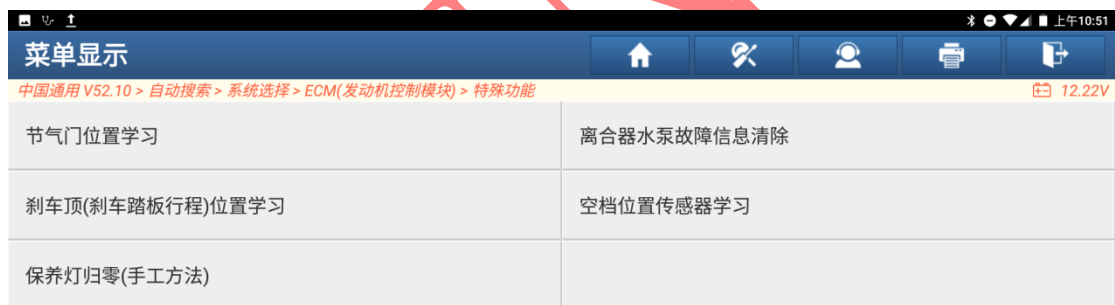 上午10:51
菜单显示
中国通用 V52.10 > 自动搜索 > 系统选择 > ECM(发动机控制模块) > 特殊功能
12.22V
节气门位置学习
离合器水泵故障信息清除
刹车顶(刹车踏板行程)位置学习
空档位置传感器学习
保养灯归零(手工方法)